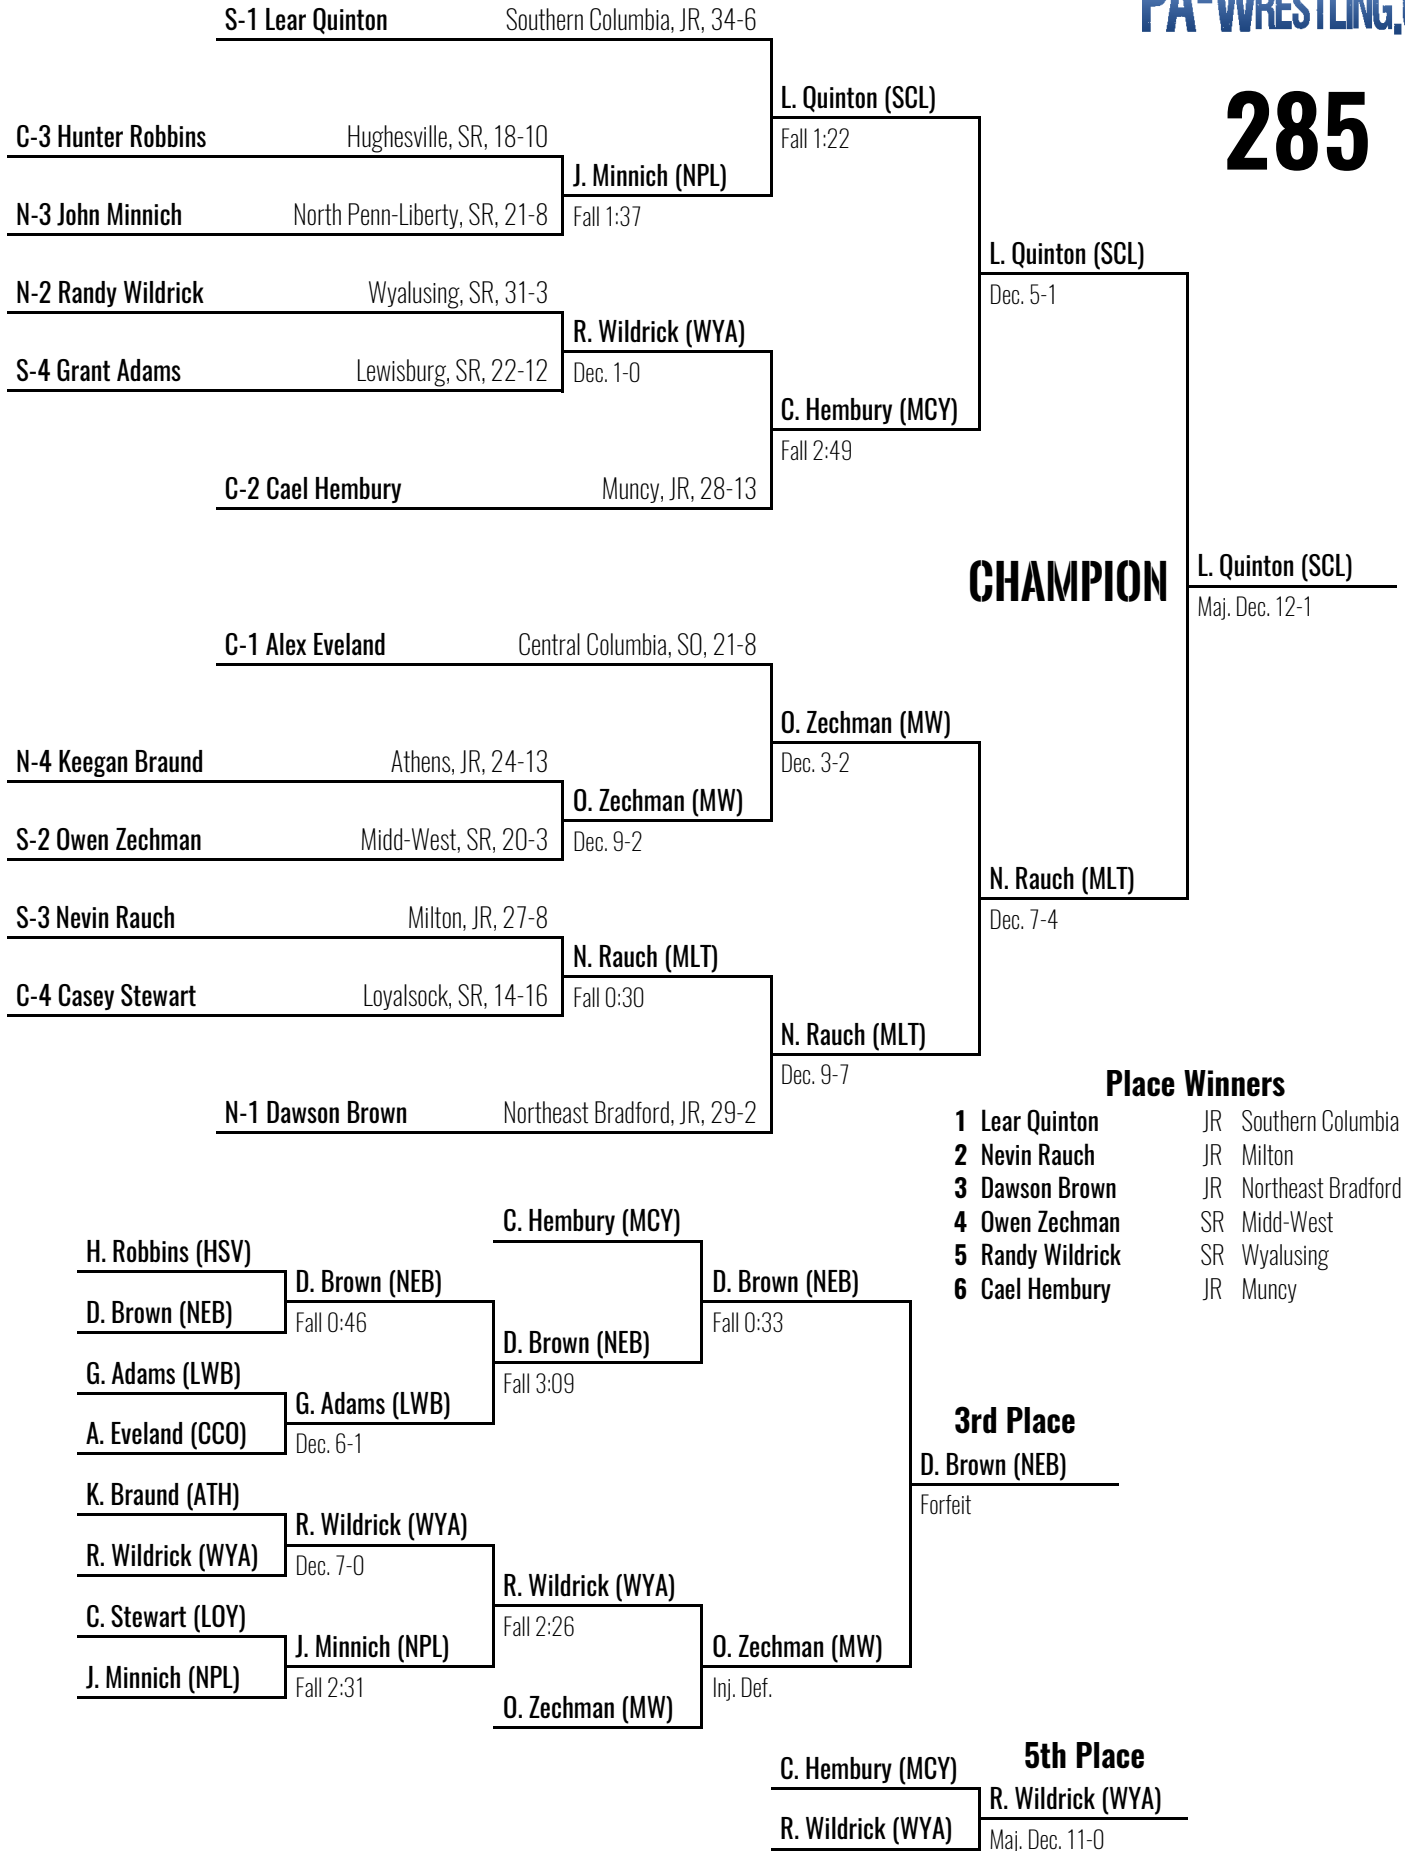 PA-WRESTLING.
285
S-1 Lear Quinton Southern Columbia, JR, 34-6
L. Quinton (SCL)
Fall 1:22
C-3 Hunter Robbins Hughesville, SR, 18-10
J. Minnich (NPL)
Fall 1:37
N-3 John Minnich North Penn-Liberty, SR, 21-8
L. Quinton (SCL)
Dec. 5-1
N-2 Randy Wildrick Wyalusing, SR, 31-3
R. Wildrick (WYA)
Dec. 1-0
S-4 Grant Adams Lewisburg, SR, 22-12
C. Hembury (MCY)
Fall 2:49
C-2 Cael Hembury Muncy, JR, 28-13
CHAMPION
L. Quinton (SCL)
Maj. Dec. 12-1
C-1 Alex Eveland Central Columbia, SO, 21-8
O. Zechman (MW)
Dec. 3-2
N-4 Keegan Braund Athens, JR, 24-13
O. Zechman (MW)
Dec. 9-2
S-2 Owen Zechman Midd-West, SR, 20-3
N. Rauch (MLT)
Dec. 7-4
S-3 Nevin Rauch Milton, JR, 27-8
N. Rauch (MLT)
Fall 0:30
C-4 Casey Stewart Loyalsock, SR, 14-16
N. Rauch (MLT)
Dec. 9-7
N-1 Dawson Brown Northeast Bradford, JR, 29-2
Place Winners
1 Lear Quinton JR Southern Columbia
2 Nevin Rauch JR Milton
3 Dawson Brown JR Northeast Bradford
4 Owen Zechman SR Midd-West
5 Randy Wildrick SR Wyalusing
6 Cael Hembury JR Muncy
C. Hembury (MCY)
H. Robbins (HSV)
D. Brown (NEB)
Fall 0:46
D. Brown (NEB)
D. Brown (NEB)
Fall 0:33
D. Brown (NEB)
Fall 3:09
G. Adams (LWB)
G. Adams (LWB)
Dec. 6-1
A. Eveland (CCO)
3rd Place
D. Brown (NEB)
Forfeit
K. Braund (ATH)
R. Wildrick (WYA)
Dec. 7-0
R. Wildrick (WYA)
R. Wildrick (WYA)
Fall 2:26
C. Stewart (LOY)
J. Minnich (NPL)
Fall 2:31
J. Minnich (NPL)
O. Zechman (MW)
Inj. Def.
O. Zechman (MW)
5th Place
C. Hembury (MCY)
R. Wildrick (WYA)
R. Wildrick (WYA)
Maj. Dec. 11-0